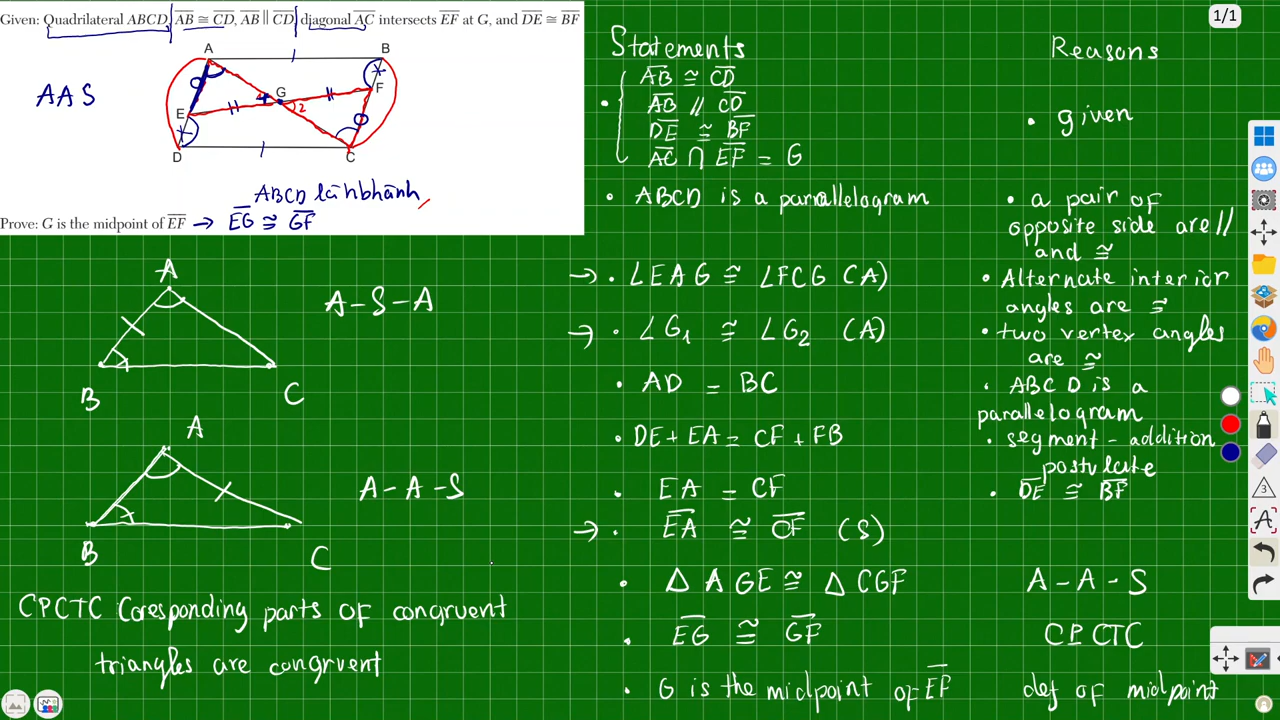 Given: Quadrilateral ABCD, AB ≅ CD, AB ∥ CD, diagonal AC intersects EF at G, and DE ≅ BF
A A S
A
B
G
F
E
2
D
C
ABCD là hbhành
Prove: G is the midpoint of EF → EG ≅ GF
A
A - S - A
B
C
A
A - A - S
B
C
CPCTC Coresponding parts of congruent
triangles are congruent
Statements
AB ≅ CD
AB // CD
DE ≅ BF
AC ∩ EF = G
• ABCD is a parallelogram
→ • ∠EAG ≅ ∠FCG (A)
→ • ∠G₁ ≅ ∠G₂ (A)
• AD = BC
• DE + EA = CF + FB
• EA = CF
→ • EA ≅ CF (S)
• Δ AGE ≅ Δ CGF
• EG ≅ GF
• G is the midpoint of EF
Reasons
• given
• a pair of
opposite side are //
and ≅
• Alternate interior
angles are ≅
• two vertex angles
are ≅
• ABCD is a
parallelogram
• segment - addition
postulate
• DE ≅ BF
A - A - S
CPCTC
def of midpoint
1/1
3
A